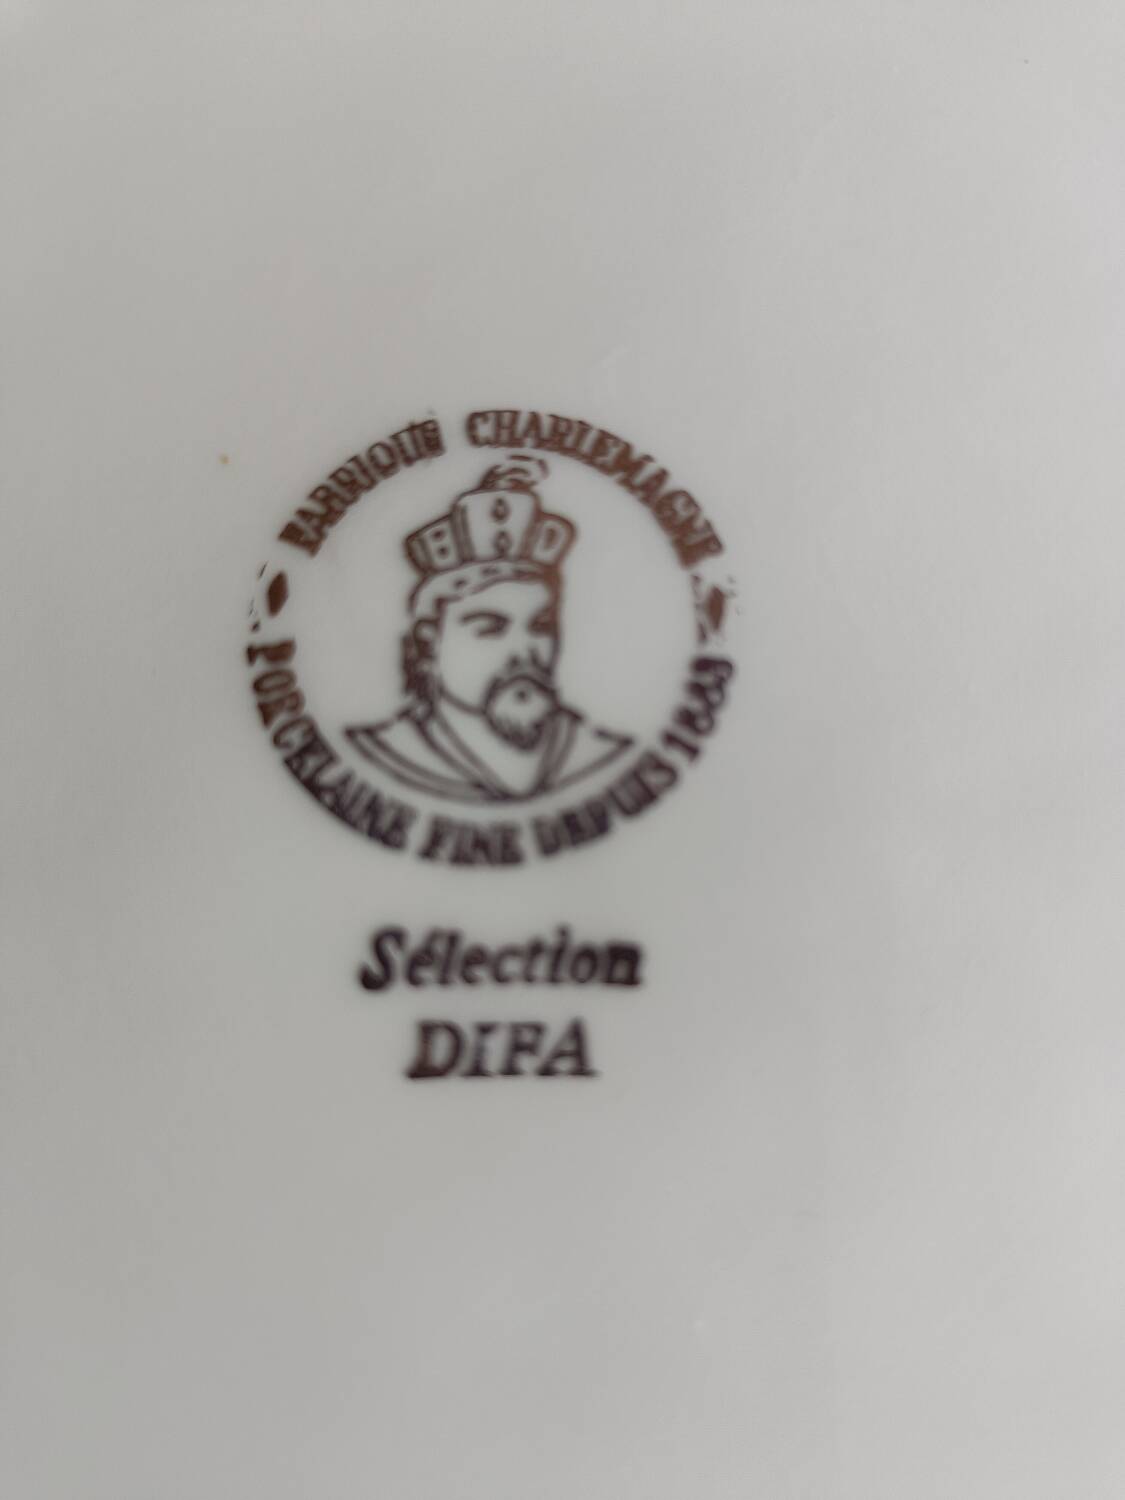 FABRIQUE CHARLEMAGNE
B D
PORCELAINE FINE DEPUIS 1883
Sélection
DIFA